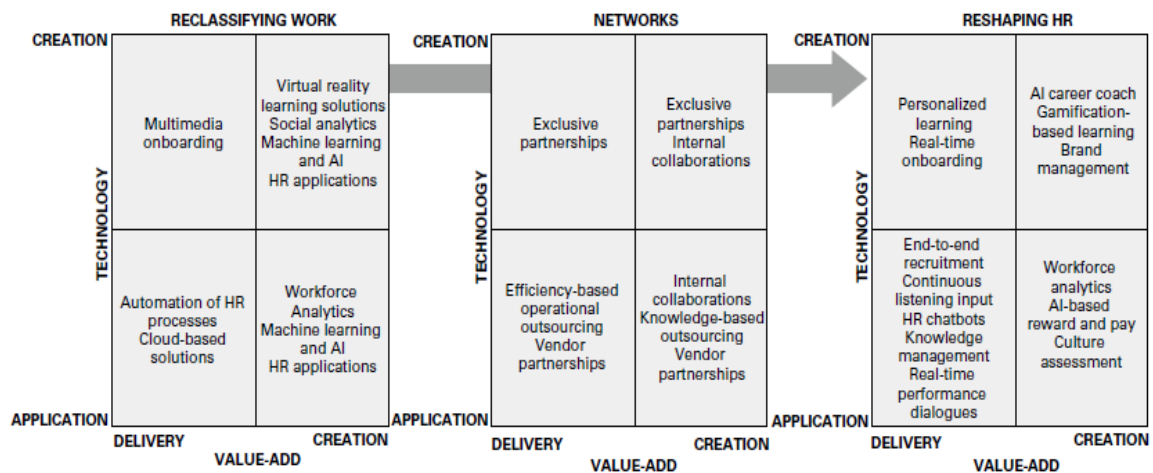 RECLASSIFYING WORK
CREATION
TECHNOLOGY
Multimedia
onboarding
Virtual reality
learning solutions
Social analytics
Machine learning
and AI
HR applications
Automation of HR
processes
Cloud-based
solutions
Workforce
Analytics
Machine learning
and AI
HR applications
APPLICATION
DELIVERY
CREATION
VALUE-ADD
NETWORKS
CREATION
TECHNOLOGY
Exclusive
partnerships
Exclusive
partnerships
Internal
collaborations
Efficiency-based
operational
outsourcing
Vendor
partnerships
Internal
collaborations
Knowledge-based
outsourcing
Vendor
partnerships
APPLICATION
DELIVERY
CREATION
VALUE-ADD
RESHAPING HR
CREATION
TECHNOLOGY
Personalized
learning
Real-time
onboarding
AI career coach
Gamification-
based learning
Brand
management
End-to-end
recruitment
Continuous
listening input
HR chatbots
Knowledge
management
Real-time
performance
dialogues
Workforce
analytics
AI-based
reward and pay
Culture
assessment
APPLICATION
DELIVERY
CREATION
VALUE-ADD